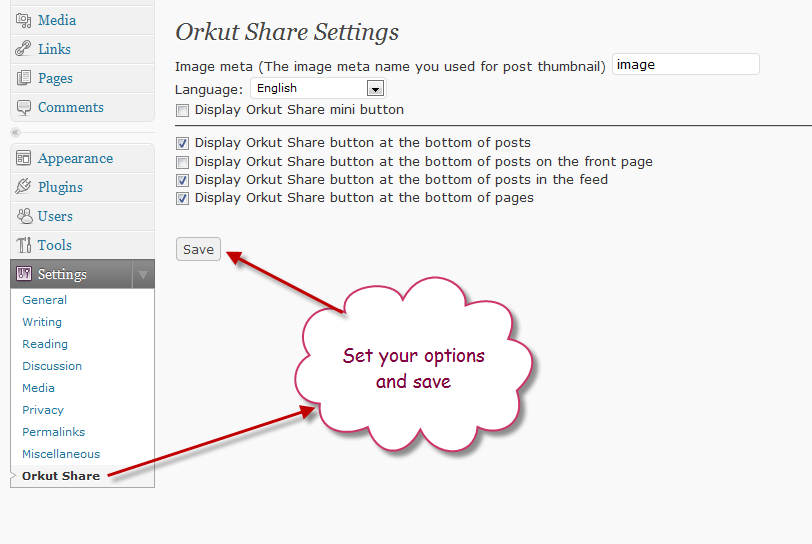 Media
Links
Pages
Comments
Appearance
Plugins
Users
Tools
Settings
General
Writing
Reading
Discussion
Media
Privacy
Permalinks
Miscellaneous
Orkut Share
Orkut Share Settings
Image meta (The image meta name you used for post thumbnail) image
Language: English
Display Orkut Share mini button
Display Orkut Share button at the bottom of posts
Display Orkut Share button at the bottom of posts on the front page
Display Orkut Share button at the bottom of posts in the feed
Display Orkut Share button at the bottom of pages
Save
Set your options
and save